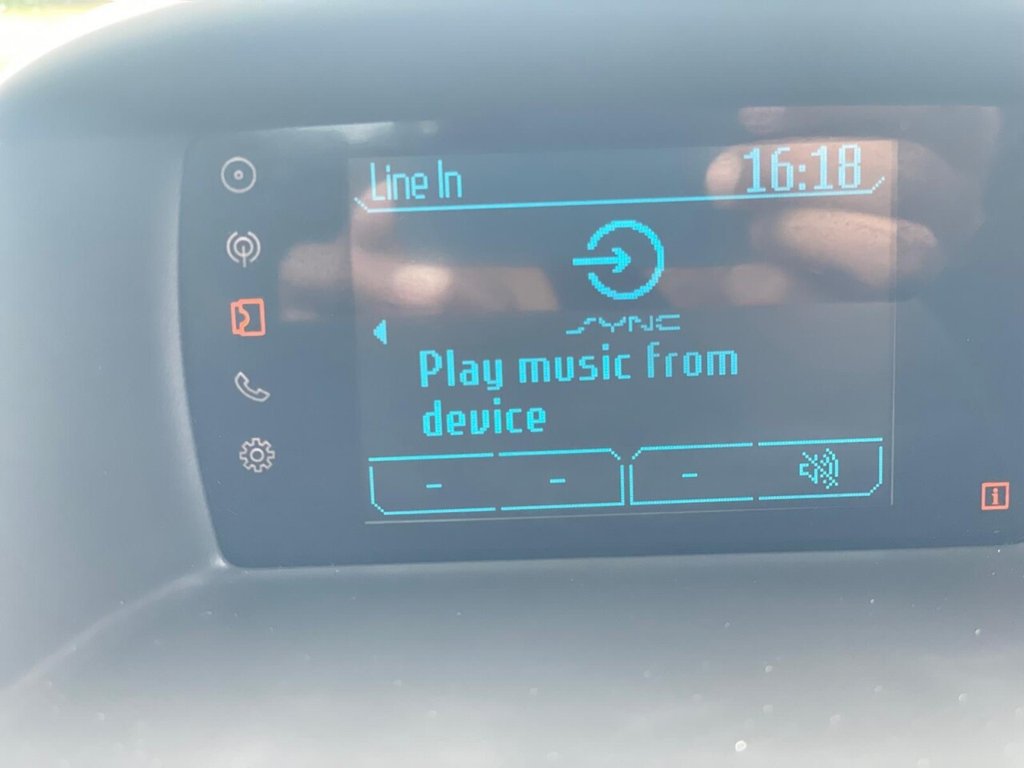 Line In 16:18
SYNC
Play music from
device
- - -
i